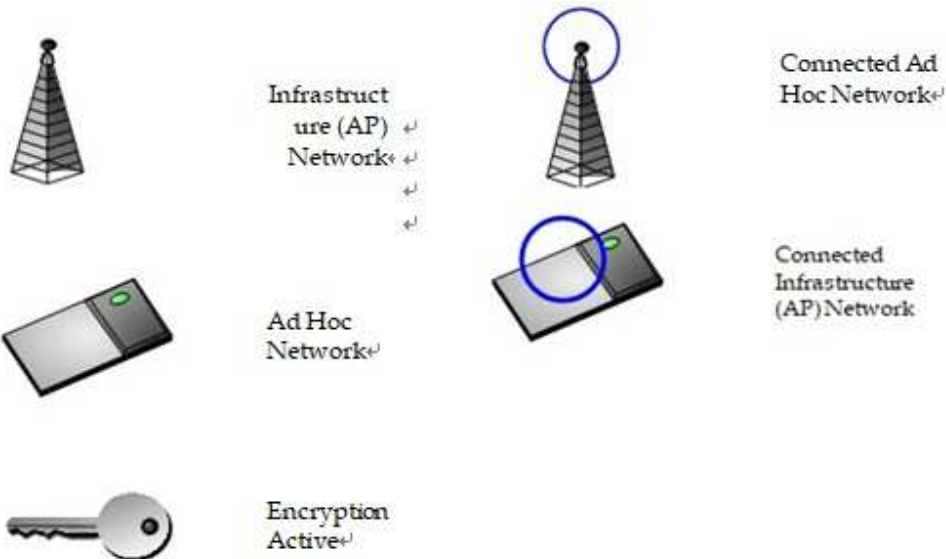 Infrastruct
ure (AP)
Network
Connected Ad
Hoc Network
Ad Hoc
Network
Connected
Infrastructure
(AP) Network
Encryption
Active